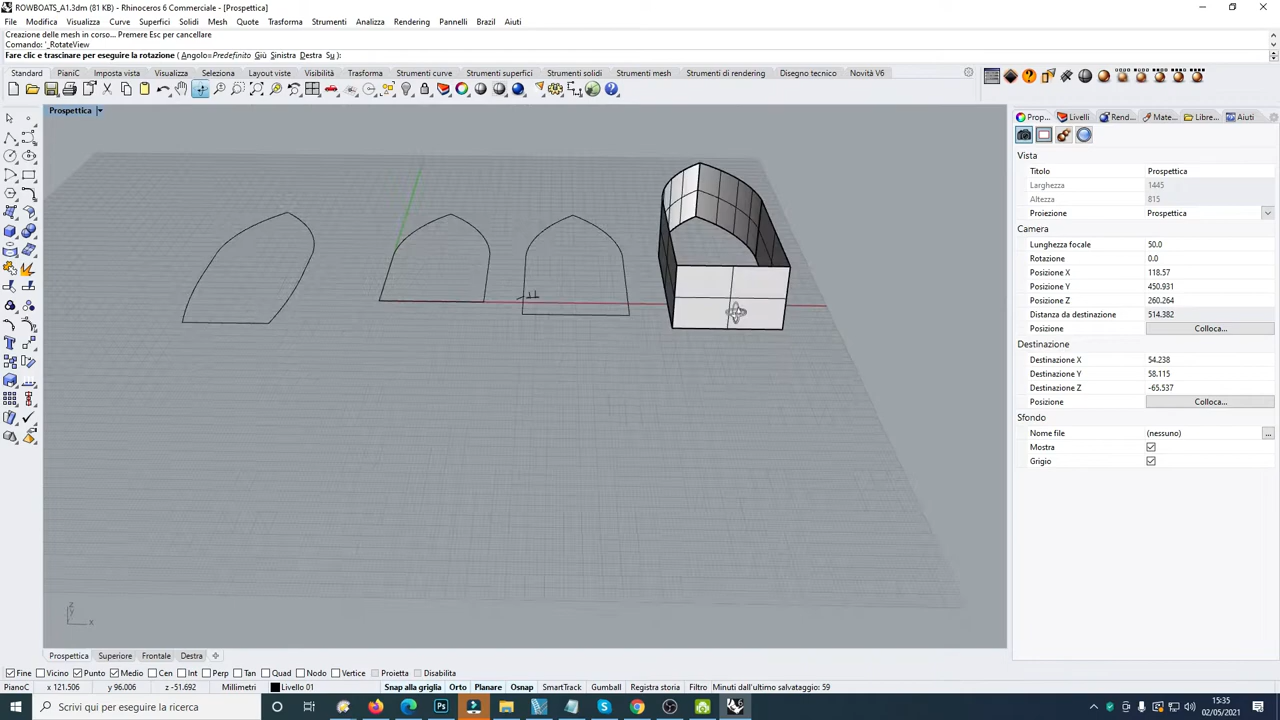 ROWBOATS_A1.3dm (81 KB) - Rhinoceros 6 Commerciale - [Prospettica]
File Modifica Visualizza Curve Superfici Solidi Mesh Quote Trasforma Strumenti Analizza Rendering Pannelli Brazil Aiuti
Creazione delle mesh in corso... Premere Esc per cancellare
Comando: '_RotateView
Fare clic e trascinare per eseguire la rotazione ( Angolo=Predefinito Giù Sinistra Destra Su ):
Standard PianiC Imposta vista Visualizza Selezione Layout viste Visibilità Trasforma Strumenti curve Strumenti superfici Strumenti solidi Strumenti mesh Strumenti di rendering Disegno tecnico Novità V6
Prospettica
Prop... Livelli Rend... Mate... Libre... Aiuti
Vista
Titolo Prospettica
Larghezza 1445
Altezza 815
Proiezione Prospettica
Camera
Lunghezza focale 50.0
Rotazione 0.0
Posizione X 118.57
Posizione Y 450.931
Posizione Z 260.264
Distanza da destinazione 514.382
Posizione Colloca...
Destinazione
Destinazione X 54.238
Destinazione Y 58.115
Destinazione Z -65.537
Posizione Colloca...
Sfondo
Nome file (nessuno) ...
Mostra
Grigio
z
y
x
Prospettica Superiore Frontale Destra
Fine Vicino Punto Medio Cen Int Perp Tan Quad Nodo Vertice Proietta Disabilita
PianoC x 121.506 y 96.006 z -51.692 Millimetri Livello 01 Snap alla griglia Orto Planare Osnap SmartTrack Gumball Registra storia Filtro Minuti dall'ultimo salvataggio: 59
Scrivi qui per eseguire la ricerca
15:35
02/05/2021